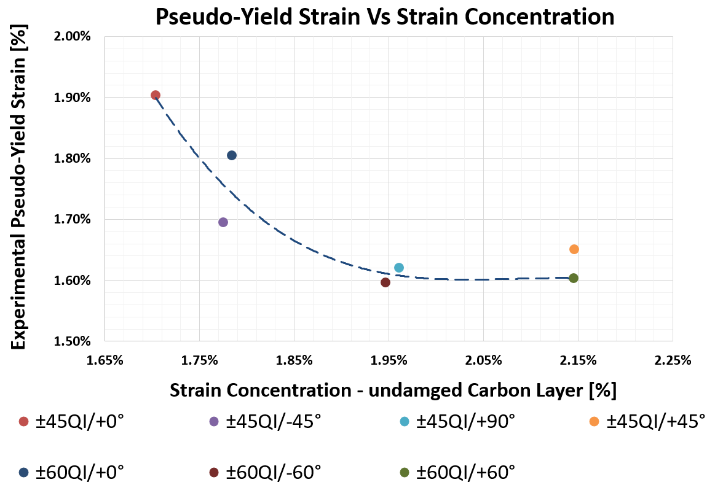 Pseudo-Yield Strain Vs Strain Concentration
Experimental Pseudo-Yield Strain [%]
2.00%
1.90%
1.80%
1.70%
1.60%
1.50%
1.65% 1.75% 1.85% 1.95% 2.05% 2.15% 2.25%
Strain Concentration - undamged Carbon Layer [%]
±45QI/+0° ±45QI/-45° ±45QI/+90° ±45QI/+45°
±60QI/+0° ±60QI/-60° ±60QI/+60°